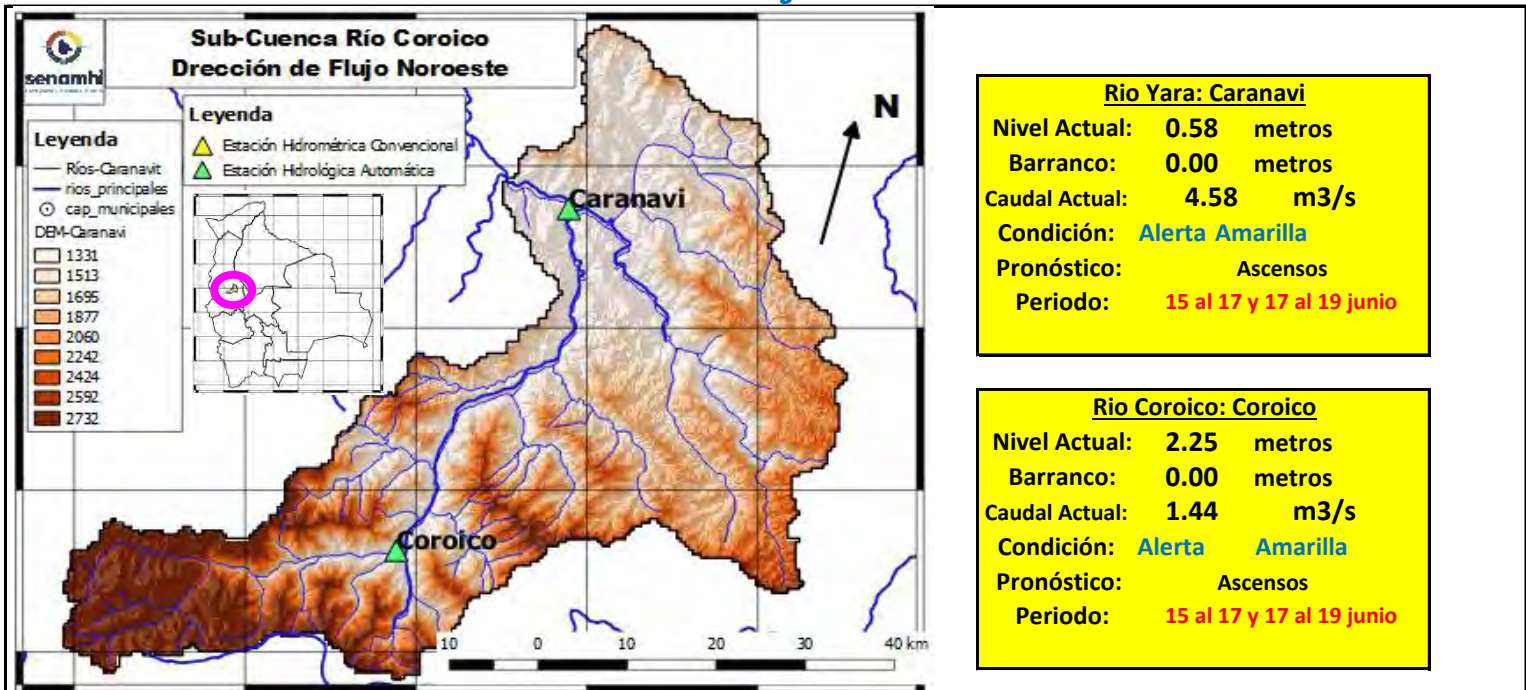 Sub-Cuenca Río Coroico
Drección de Flujo Noroeste
senamhi
Leyenda
Estación Hidrométrica Convencional
Estación Hidrológica Automática
Leyenda
Ríos-Caranavit
rios_principales
cap_municipales
DEM-Caranavi
1331
1513
1695
1877
2060
2242
2424
2592
2732
N
Caranavi
Coroico
10 0 10 20 30 40 km
Rio Yara: Caranavi
Nivel Actual: 0.58 metros
Barranco: 0.00 metros
Caudal Actual: 4.58 m3/s
Condición: Alerta Amarilla
Pronóstico: Ascensos
Periodo: 15 al 17 y 17 al 19 junio
Rio Coroico: Coroico
Nivel Actual: 2.25 metros
Barranco: 0.00 metros
Caudal Actual: 1.44 m3/s
Condición: Alerta Amarilla
Pronóstico: Ascensos
Periodo: 15 al 17 y 17 al 19 junio